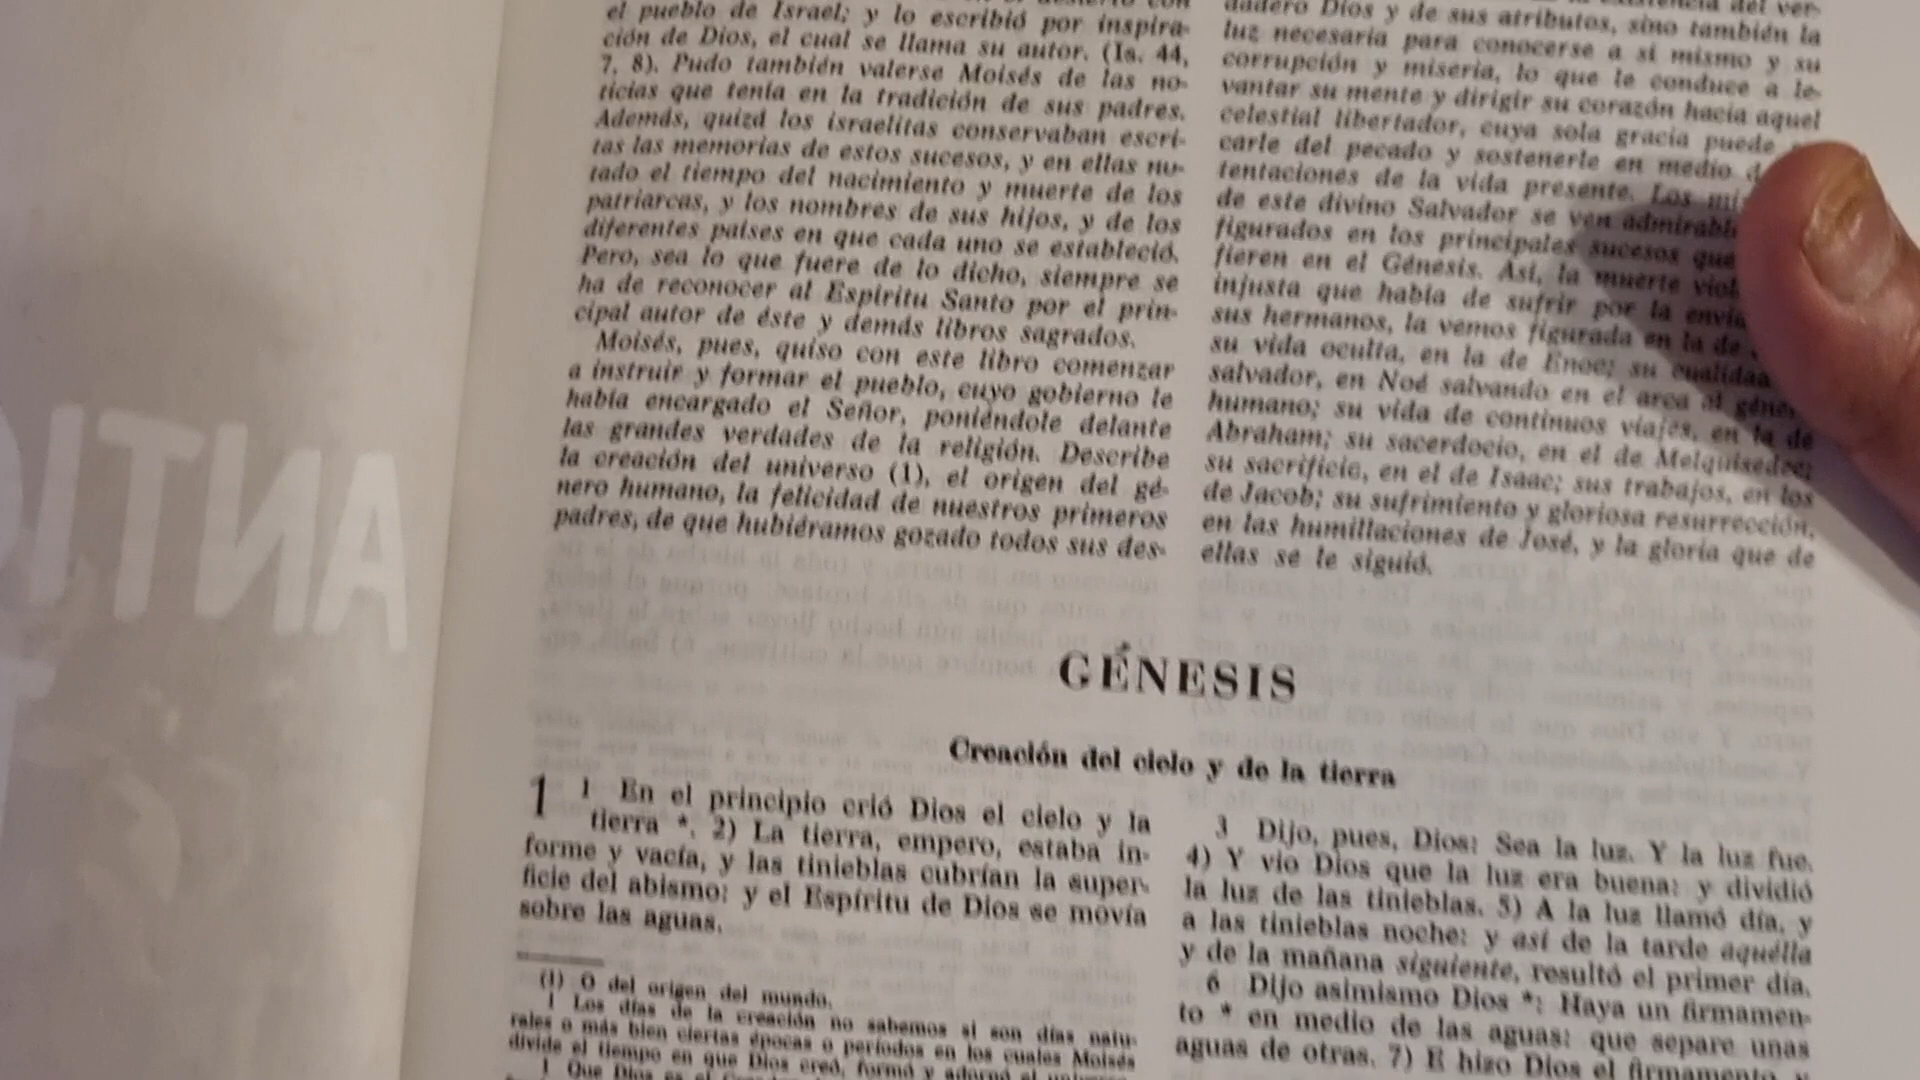 el pueblo de Israel; y lo escribió por inspira-
ción de Dios, el cual se llama su autor. (Is. 44,
7, 8). Pudo también valerse Moisés de las no-
ticias que tenía en la tradición de sus padres.
Además, quizá los israelitas conservaban escri-
tas las memorias de estos sucesos, y en ellas no-
tado el tiempo del nacimiento y muerte de los
patriarcas, y los nombres de sus hijos, y de los
diferentes países en que cada uno se estableció.
Pero, sea lo que fuere de lo dicho, siempre se
ha de reconocer al Espíritu Santo por el prin-
cipal autor de éste y demás libros sagrados.
Moisés, pues, quiso con este libro comenzar
a instruir y formar el pueblo, cuyo gobierno le
había encargado el Señor, poniéndole delante
las grandes verdades de la religión. Describe
la creación del universo (1), el origen del gé-
nero humano, la felicidad de nuestros primeros
padres, de que hubiéramos gozado todos sus des-
dadero Dios y de sus atributos, sino también la
luz necesaria para conocerse a sí mismo y su
corrupción y miseria, lo que le conduce a le-
vantar su mente y dirigir su corazón hacia aquel
celestial libertador, cuya sola gracia puede
carle del pecado y sostenerle en medio
tentaciones de la vida presente. Los
de este divino Salvador se ven
figurados en los principales sucesos que
fieren en el Génesis. Así, la muerte
injusta que había de sufrir por la
sus hermanos, la vemos figurada en la de
su vida oculta, en la de Enoc; su
salvador, en Noé salvando en el arca al
humano; su vida de continuos viajes, en la de
Abraham; su sacerdocio, en el de Melquisedec;
su sacrificio, en el de Isaac; sus trabajos, en los
de Jacob; su sufrimiento y gloriosa resurrección,
en las humillaciones de José, y la gloria que de
ellas se le siguió.
GÉNESIS
Creación del cielo y de la tierra
1 1 En el principio crió Dios el cielo y la
tierra *. 2) La tierra, empero, estaba in-
forme y vacía, y las tinieblas cubrían la super-
ficie del abismo; y el Espíritu de Dios se movía
sobre las aguas.
(1) O del origen del mundo.
1 Los días de la creación no sabemos si son días natu-
rales o más bien ciertas épocas o períodos en los cuales Moisés
divide el tiempo en que Dios creó, formó y adornó el
1 Que Dios es el
3 Dijo, pues, Dios: Sea la luz. Y la luz fue.
4) Y vio Dios que la luz era buena: y dividió
la luz de las tinieblas. 5) A la luz llamó día, y
a las tinieblas noche: y así de la tarde aquélla
y de la mañana siguiente, resultó el primer día.
6 Dijo asimismo Dios *: Haya un firmamen-
to * en medio de las aguas: que separe unas
aguas de otras. 7) E hizo Dios el firmamento, y